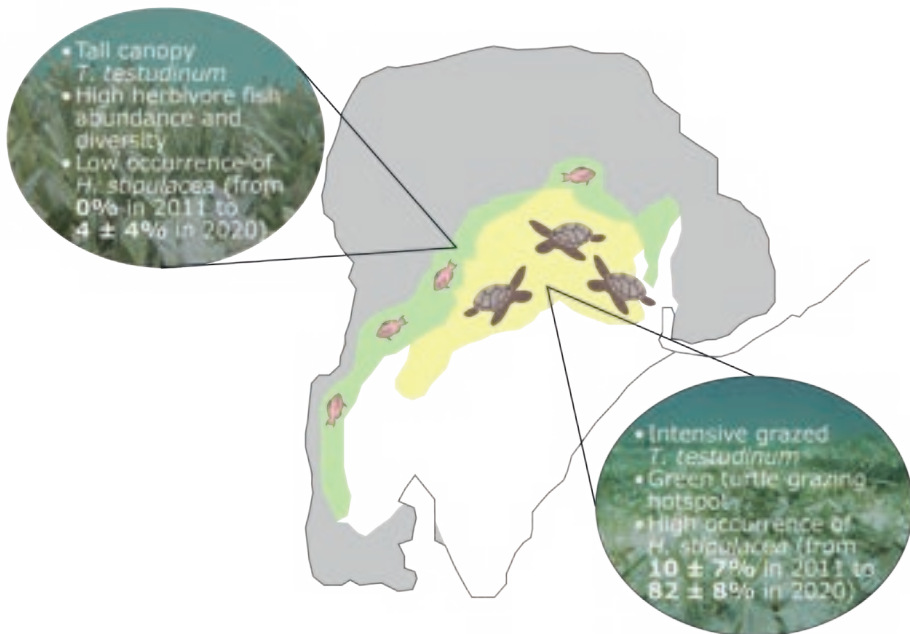 • Tall canopy
T. testudinum
• High herbivore fish
abundance and
diversity
• Low occurrence of
H. stipulacea (from
0% in 2011 to
4 ± 4% in 2020)
• Intensive grazed
T. testudinum
• Green turtle grazing
hotspot
• High occurrence of
H. stipulacea (from
10 ± 7% in 2011 to
82 ± 8% in 2020)